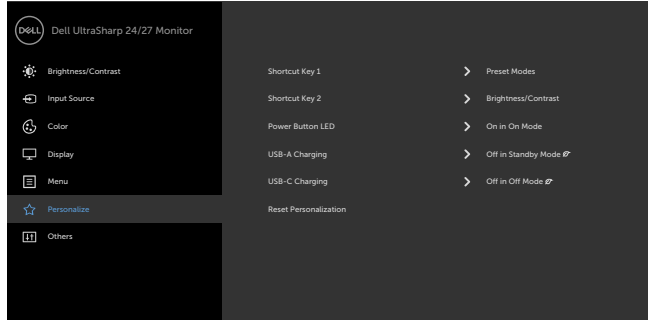 DELL Dell UltraSharp 24/27 Monitor
Brightness/Contrast
Input Source
Color
Display
Menu
Personalize
Others
Shortcut Key 1 Preset Modes
Shortcut Key 2 Brightness/Contrast
Power Button LED On in On Mode
USB-A Charging Off in Standby Mode
USB-C Charging Off in Off Mode
Reset Personalization